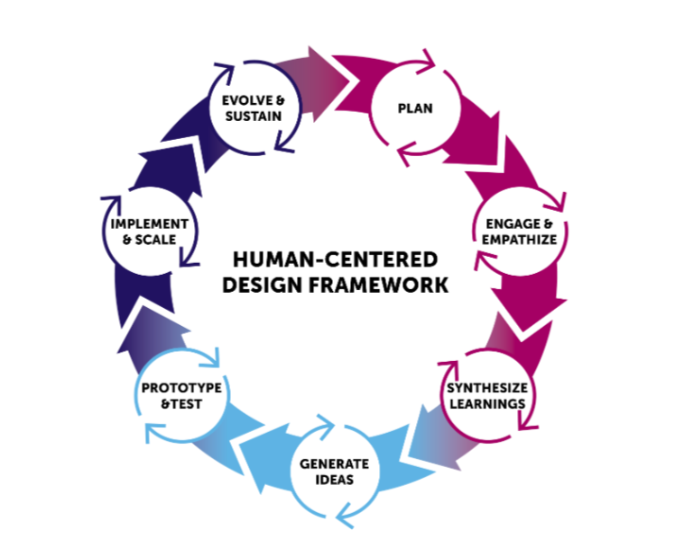 PLAN
ENGAGE &
EMPATHIZE
SYNTHESIZE
LEARNINGS
GENERATE
IDEAS
PROTOTYPE
&TEST
IMPLEMENT
& SCALE
EVOLVE &
SUSTAIN
HUMAN-CENTERED
DESIGN FRAMEWORK